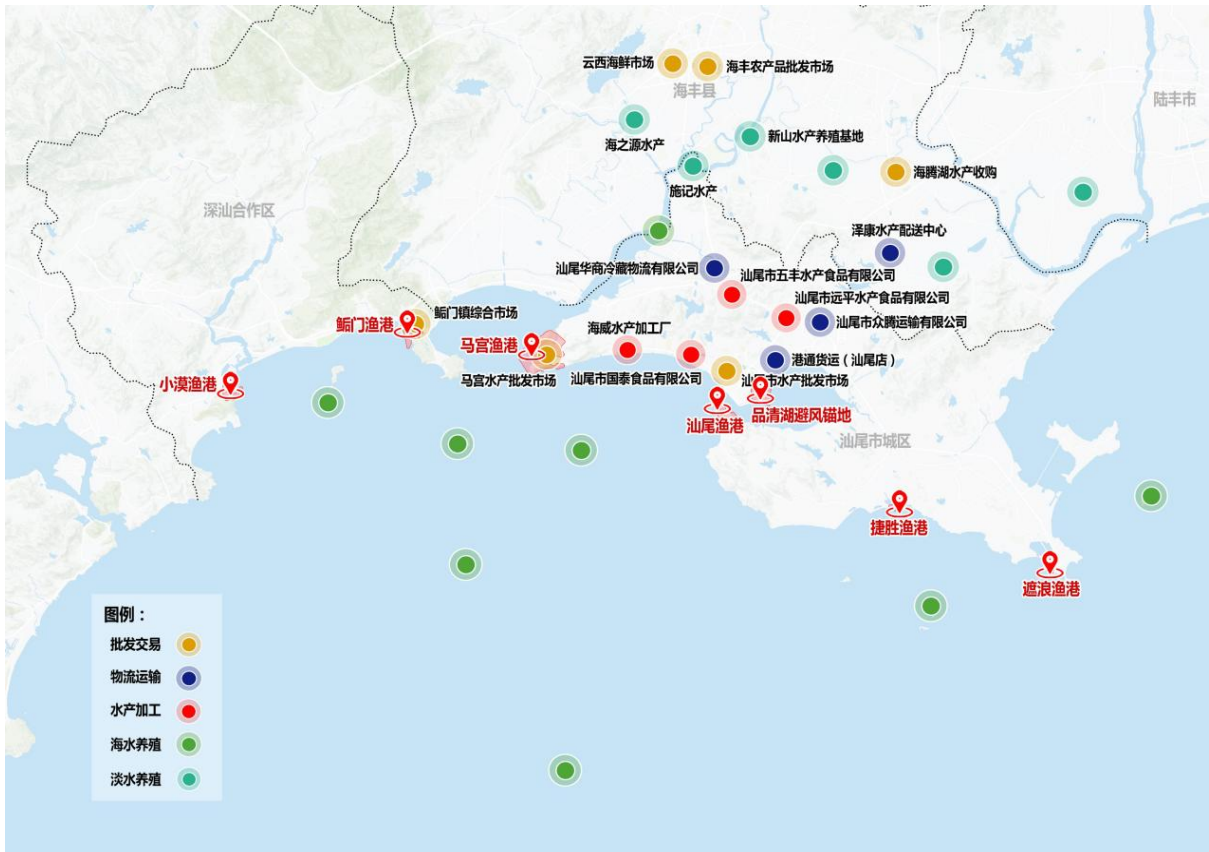 云西海鲜市场
海丰农产品批发市场
海丰县
陆丰市
海之源水产
新山水产养殖基地
施记水产
海腾湖水产收购
深汕合作区
泽康水产配送中心
汕尾华商冷藏物流有限公司
汕尾市五丰水产食品有限公司
汕尾市远平水产食品有限公司
鲘门镇综合市场
鲘门渔港
海威水产加工厂
汕尾市众腾运输有限公司
马宫渔港
港通货运（汕尾店）
马宫水产批发市场
汕尾市国泰食品有限公司
汕尾市水产批发市场
小漠渔港
汕尾渔港
品清湖避风锚地
汕尾市城区
捷胜渔港
遮浪渔港
图例：
批发交易
物流运输
水产加工
海水养殖
淡水养殖